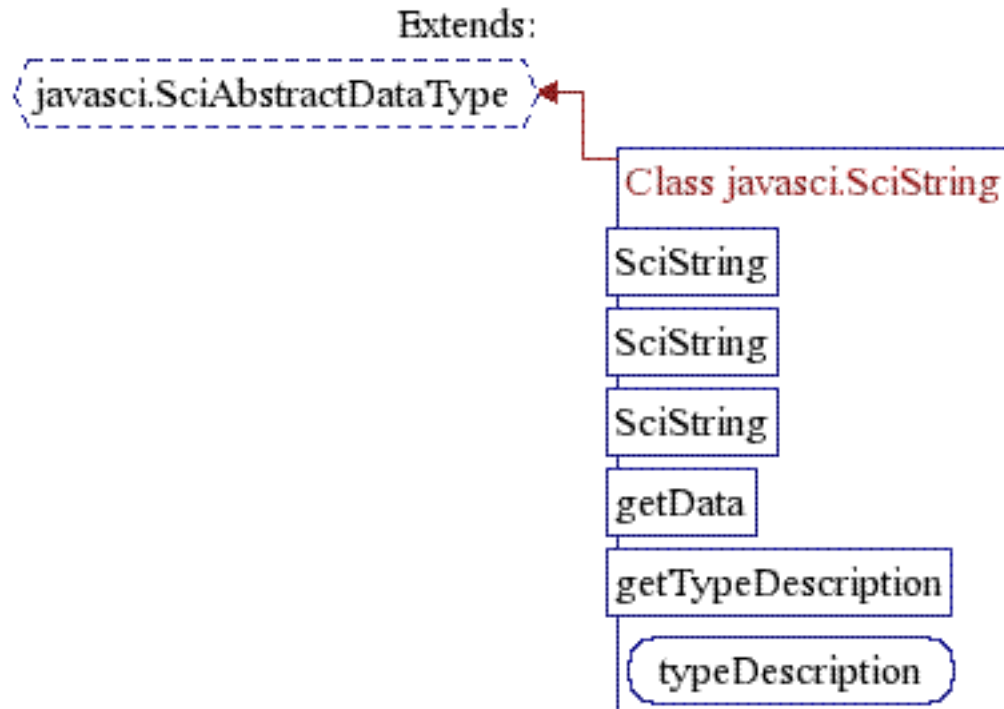 Extends:
javasci.SciAbstractDataType
Class javasci.SciString
SciString
SciString
SciString
getData
getTypeDescription
typeDescription